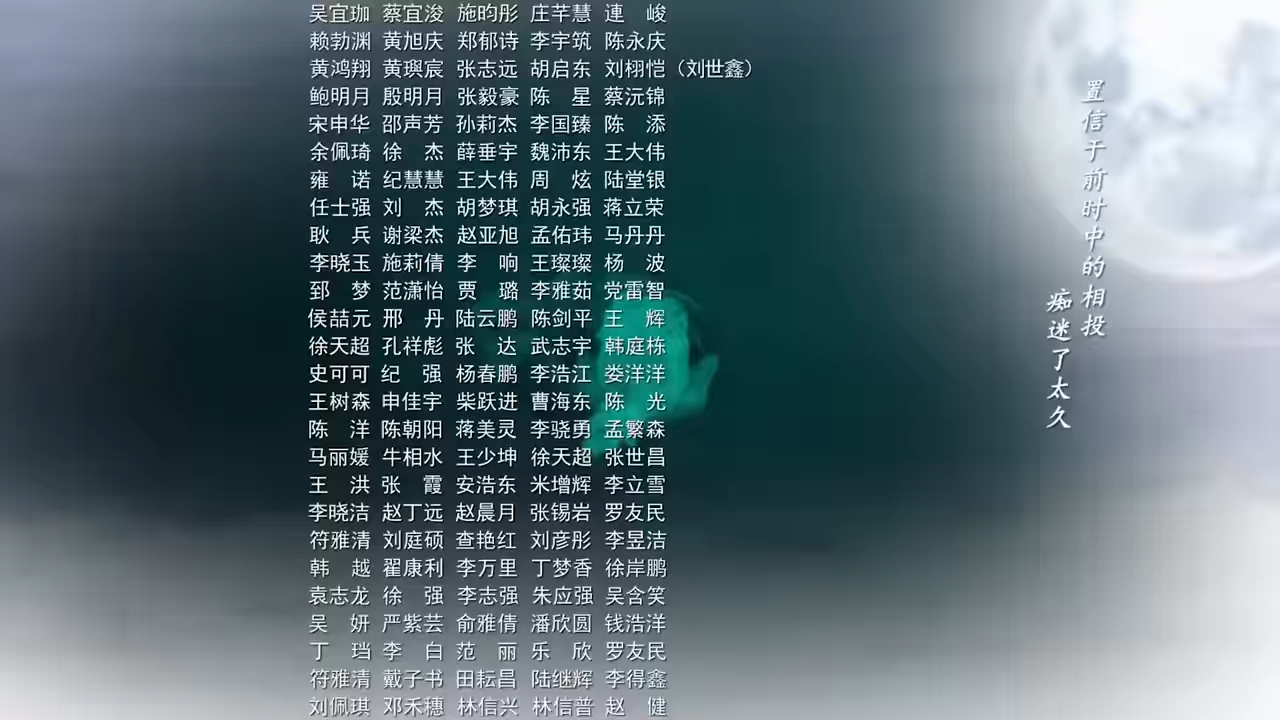 吴宜珈 蔡宜浚 施昀彤 庄芊慧 連　峻
赖勃渊 黄旭庆 郑郁诗 李宇筑 陈永庆
黄鸿翔 黄璵宸 张志远 胡启东 刘栩恺（刘世鑫）
鲍明月 殷明月 张毅豪 陈　星 蔡沅锦
宋申华 邵声芳 孙莉杰 李国臻 陈　添
余佩琦 徐　杰 薛垂宇 魏沛东 王大伟
雍　诺 纪慧慧 王大伟 周　炫 陆堂银
任士强 刘　杰 胡梦琪 胡永强 蒋立荣
耿　兵 谢梁杰 赵亚旭 孟佑玮 马丹丹
李晓玉 施莉倩 李　响 王璨璨 杨　波
郅　梦 范潇怡 贾　璐 李雅茹 党雷智
侯喆元 邢　丹 陆云鹏 陈剑平 王　辉
徐天超 孔祥彪 张　达 武志宇 韩庭栋
史可可 纪　强 杨春鹏 李浩江 娄洋洋
王树森 申佳宇 柴跃进 曹海东 陈　光
陈　洋 陈朝阳 蒋美灵 李骁勇 孟繁森
马丽媛 牛相水 王少坤 徐天超 张世昌
王　洪 张　霞 安浩东 米增辉 李立雪
李晓洁 赵丁远 赵晨月 张锡岩 罗友民
符雅清 刘庭硕 查艳红 刘彦彤 李昱洁
韩　越 翟康利 李万里 丁梦香 徐岸鹏
袁志龙 徐　强 李志强 朱应强 吴含笑
吴　妍 严紫芸 俞雅倩 潘欣圆 钱浩洋
丁　珰 李　白 范　丽 乐　欣 罗友民
符雅清 戴子书 田耘昌 陆继辉 李得鑫
刘佩琪 邓禾穗 林信兴 林信普 赵　健
置信于前时中的相投
痴迷了太久